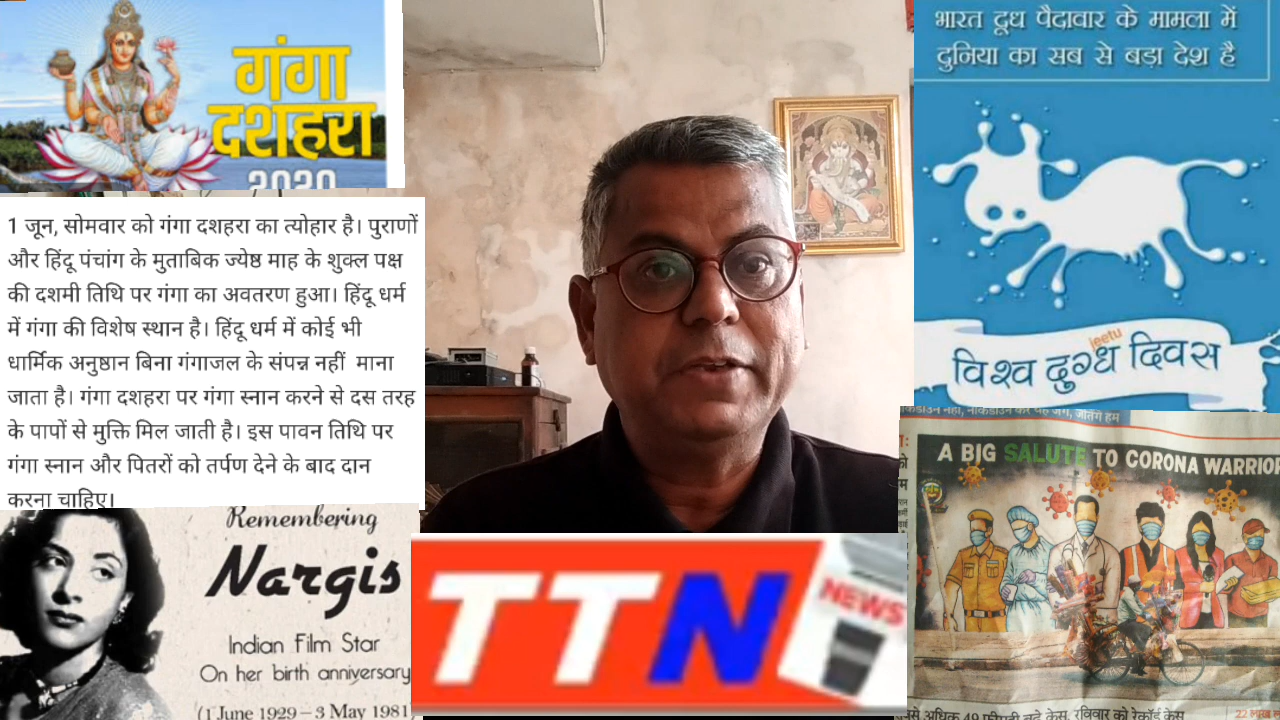 गंगा
दशहरा
2020
1 जून, सोमवार को गंगा दशहरा का त्योहार है। पुराणों
और हिंदू पंचांग के मुताबिक ज्येष्ठ माह के शुक्ल पक्ष
की दशमी तिथि पर गंगा का अवतरण हुआ। हिंदू धर्म
में गंगा की विशेष स्थान है। हिंदू धर्म में कोई भी
धार्मिक अनुष्ठान बिना गंगाजल के संपन्न नहीं माना
जाता है। गंगा दशहरा पर गंगा स्नान करने से दस तरह
के पापों से मुक्ति मिल जाती है। इस पावन तिथि पर
गंगा स्नान और पितरों को तर्पण देने के बाद दान
करना चाहिए।
Remembering
Nargis
Indian Film Star
On her birth anniversary
(1 June 1929 – 3 May 1981)
TTN
NEWS
भारत दूध पैदावार के मामला में
दुनिया का सब से बड़ा देश है
jeetu
विश्व दुग्ध दिवस
जीतेंगे हम
A BIG SALUTE TO CORONA WARRIOR
अधिक 49 फीसदी बढ़े केस, रविवार को रेकॉर्ड केस